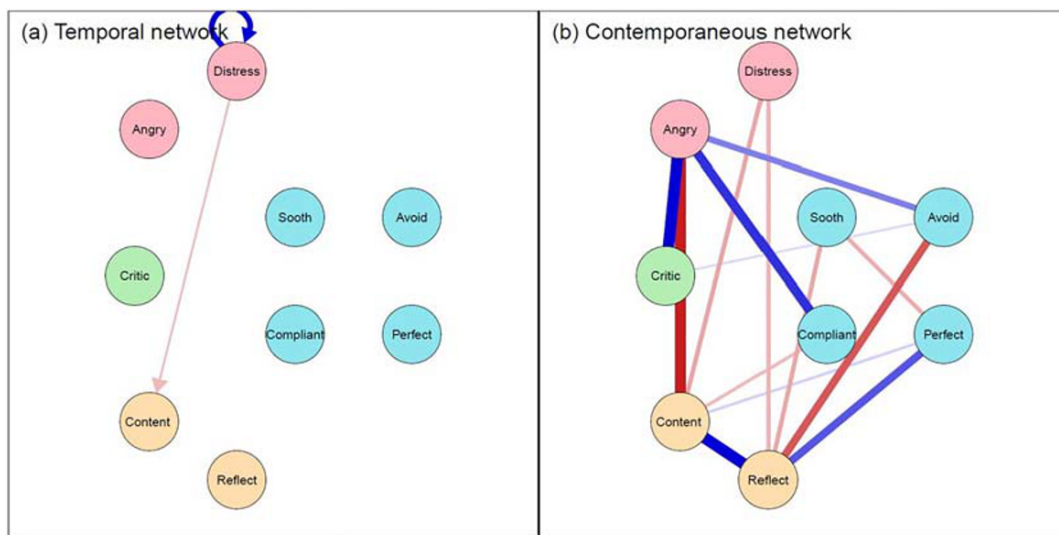 (a) Temporal network
Distress
Angry
Sooth
Avoid
Critic
Compliant
Perfect
Content
Reflect
(b) Contemporaneous network
Distress
Angry
Sooth
Avoid
Critic
Compliant
Perfect
Content
Reflect